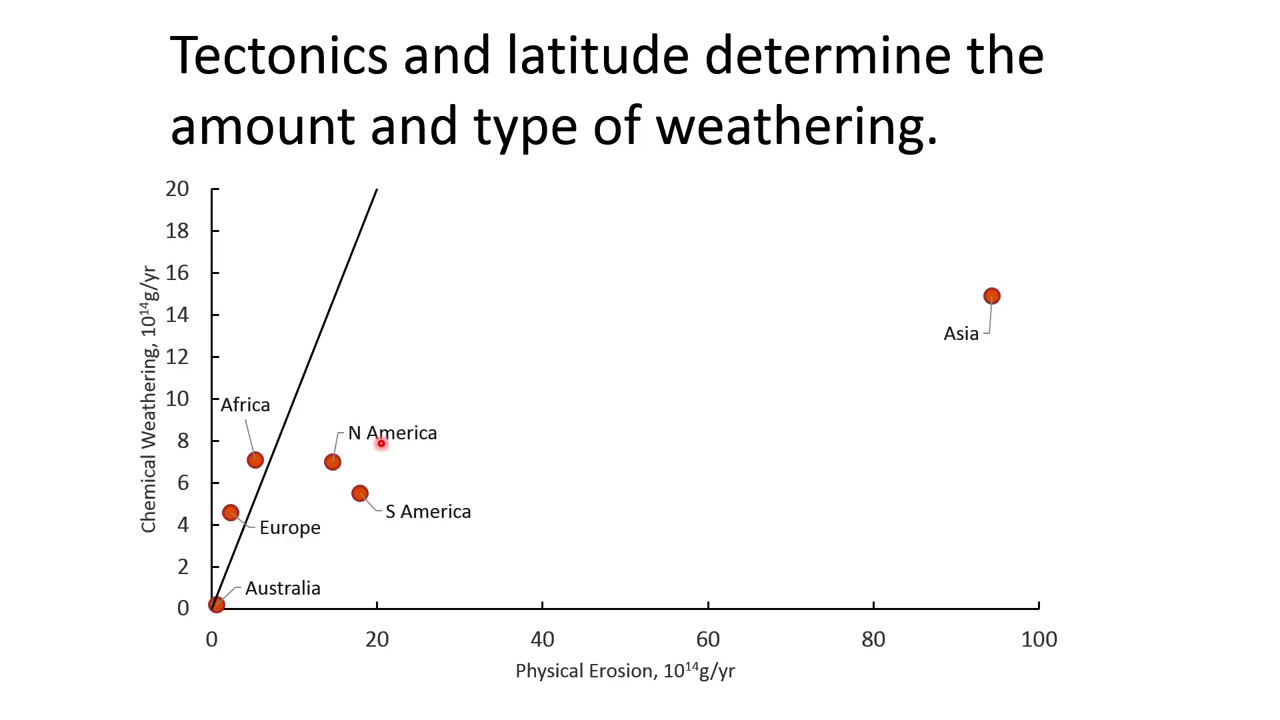 Tectonics and latitude determine the
amount and type of weathering.
20
18
16
14
12
10
8
6
4
2
0
Chemical Weathering, 10¹⁴g/yr
Africa
N America
S America
Europe
Australia
Asia
0 20 40 60 80 100
Physical Erosion, 10¹⁴g/yr